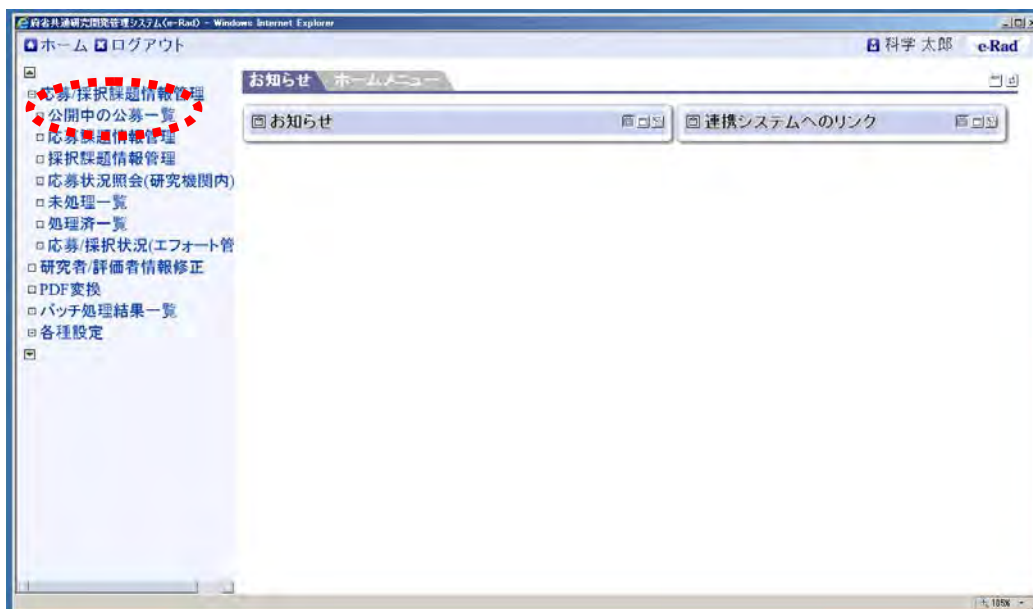 府省共通研究開発管理システム(e-Rad) - Windows Internet Explorer
ホーム ログアウト
科学 太郎 e-Rad
お知らせ ホームメニュー
応募/採択課題情報管理
公開中の公募一覧
応募課題情報管理
採択課題情報管理
応募状況照会(研究機関内)
未処理一覧
処理済一覧
応募/採択状況(エフォート管
研究者/評価者情報修正
PDF変換
バッチ処理結果一覧
各種設定
お知らせ
連携システムへのリンク
105%